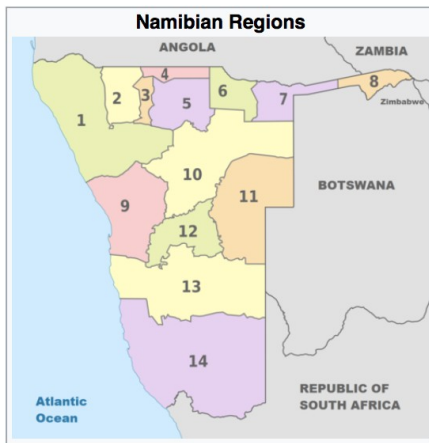 Namibian Regions
ANGOLA
ZAMBIA
4
8
2
3
6
7
5
Zimbabwe
1
10
BOTSWANA
11
9
12
13
14
Atlantic
Ocean
REPUBLIC OF
SOUTH AFRICA